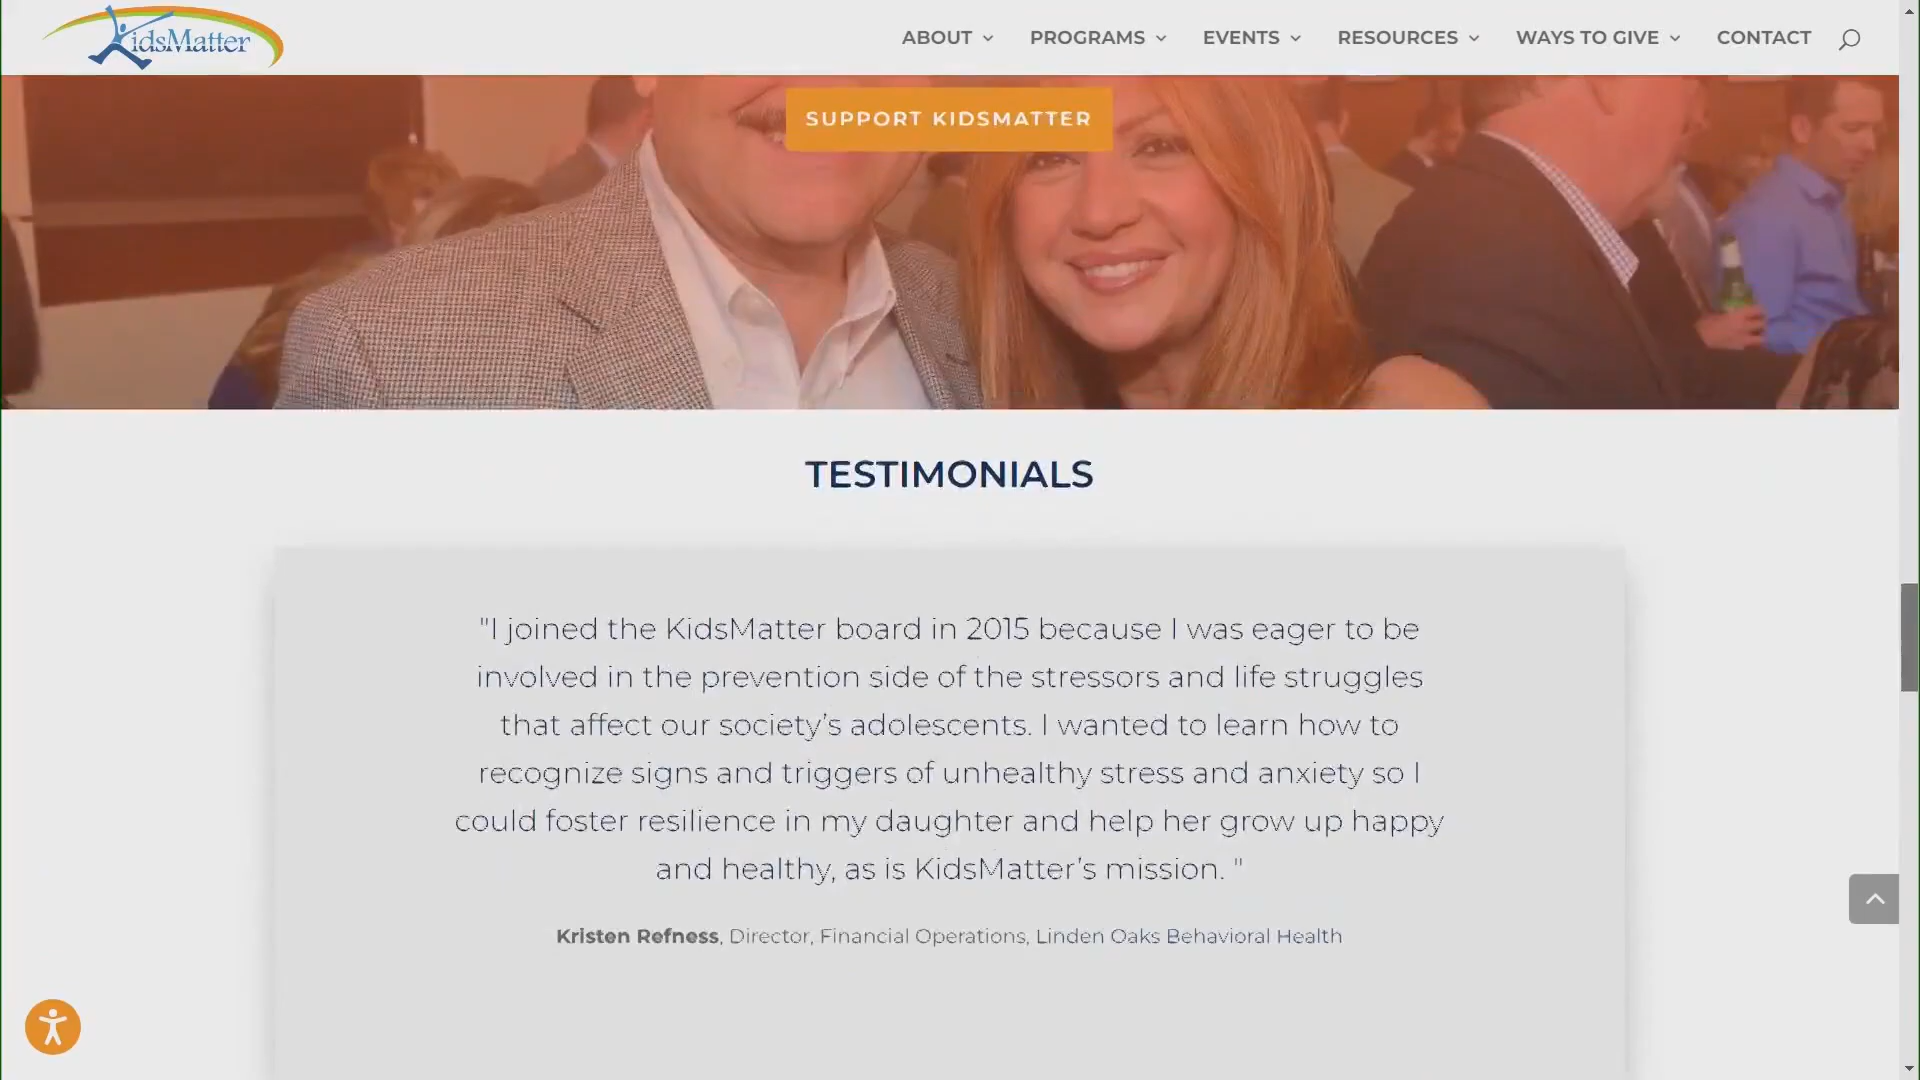 KidsMatter
ABOUT
PROGRAMS
EVENTS
RESOURCES
WAYS TO GIVE
CONTACT
SUPPORT KIDSMATTER
TESTIMONIALS
"I joined the KidsMatter board in 2015 because I was eager to be
involved in the prevention side of the stressors and life struggles
that affect our society’s adolescents. I wanted to learn how to
recognize signs and triggers of unhealthy stress and anxiety so I
could foster resilience in my daughter and help her grow up happy
and healthy, as is KidsMatter’s mission. "
Kristen Refness, Director, Financial Operations, Linden Oaks Behavioral Health